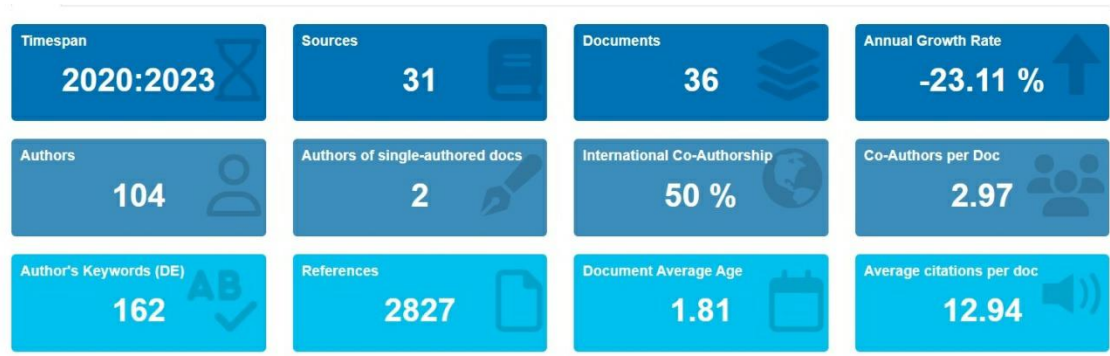 Timespan
2020:2023
Sources
31
Documents
36
Annual Growth Rate
-23.11 %
Authors
104
Authors of single-authored docs
2
International Co-Authorship
50 %
Co-Authors per Doc
2.97
Author's Keywords (DE)
162
AB
References
2827
Document Average Age
1.81
Average citations per doc
12.94